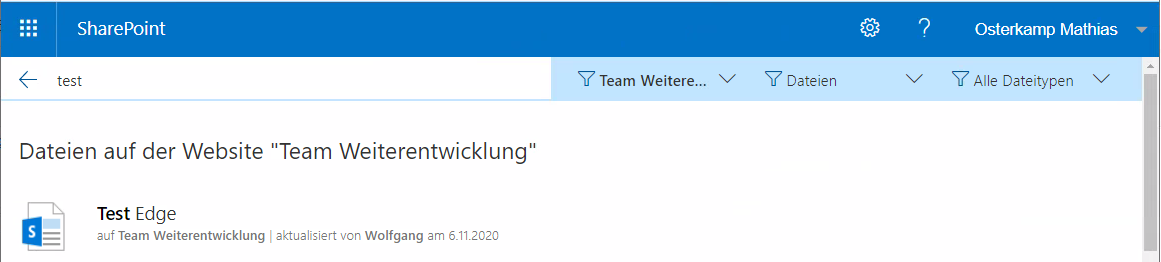 SharePoint
?
Osterkamp Mathias
test
Team Weitere...
Dateien
Alle Dateitypen
Dateien auf der Website "Team Weiterentwicklung"
S
Test Edge
auf Team Weiterentwicklung | aktualisiert von Wolfgang am 6.11.2020